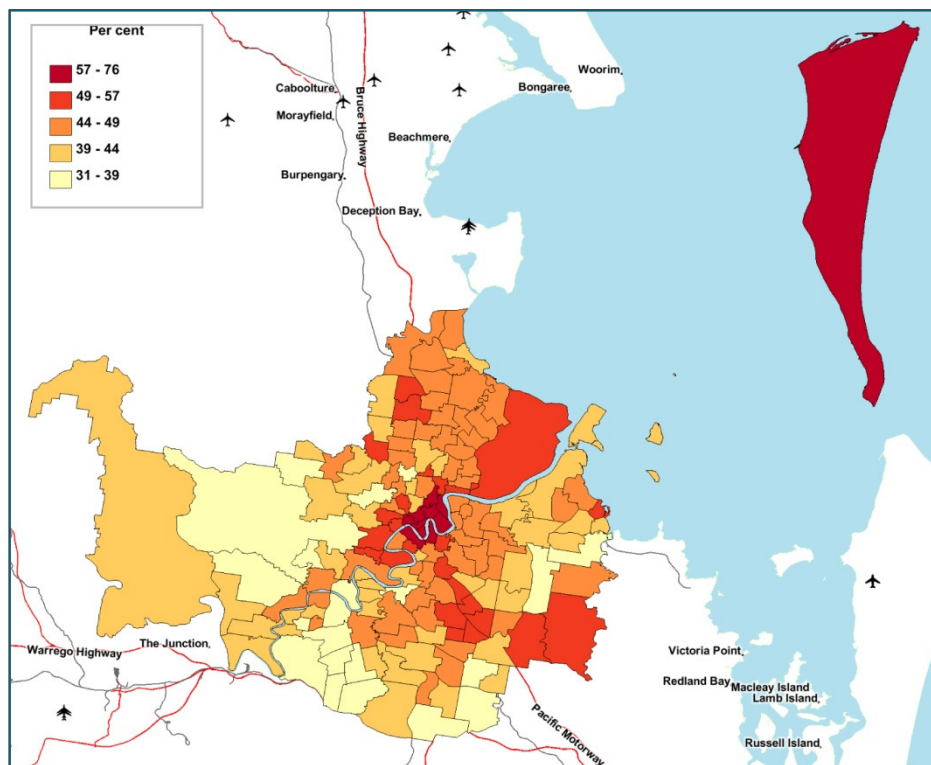 Per cent
57 - 76
49 - 57
44 - 49
39 - 44
31 - 39
Woorim
Bongaree
Caboolture
Morayfield
Bruce Highway
Beachmere
Burpengary
Deception Bay
The Junction
Warrego Highway
Victoria Point
Redland Bay
Macleay Island
Lamb Island
Pacific Motorway
Russell Island